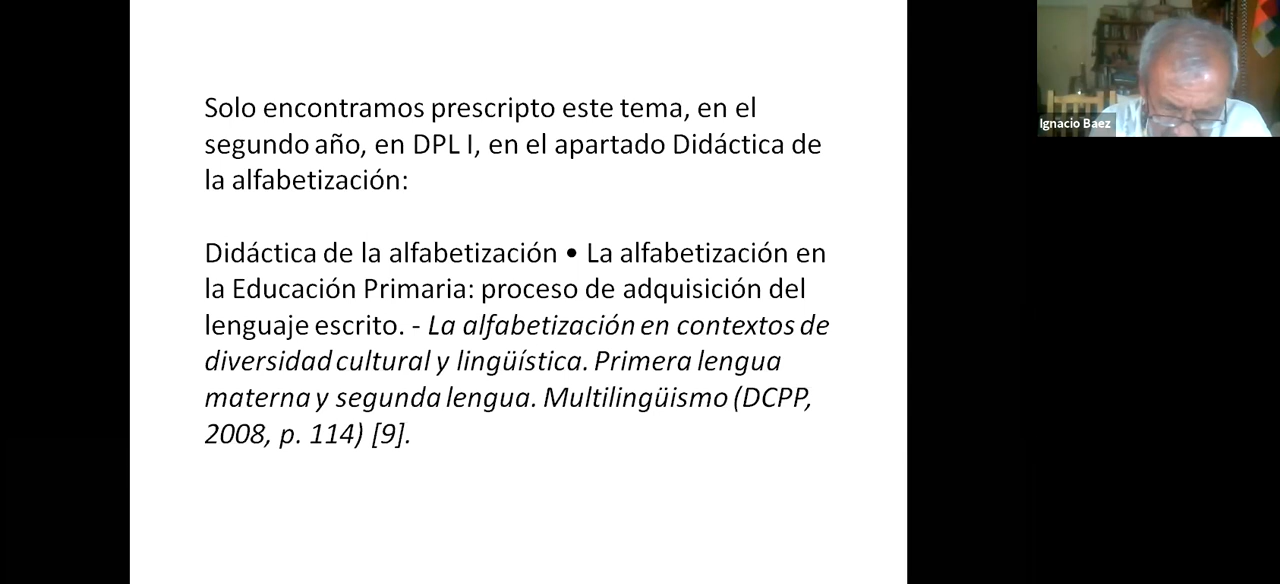 Solo encontramos prescripto este tema, en el
segundo año, en DPL I, en el apartado Didáctica de
la alfabetización:
Didáctica de la alfabetización • La alfabetización en
la Educación Primaria: proceso de adquisición del
lenguaje escrito. - La alfabetización en contextos de
diversidad cultural y lingüística. Primera lengua
materna y segunda lengua. Multilingüismo (DCPP,
2008, p. 114) [9].
Ignacio Baez